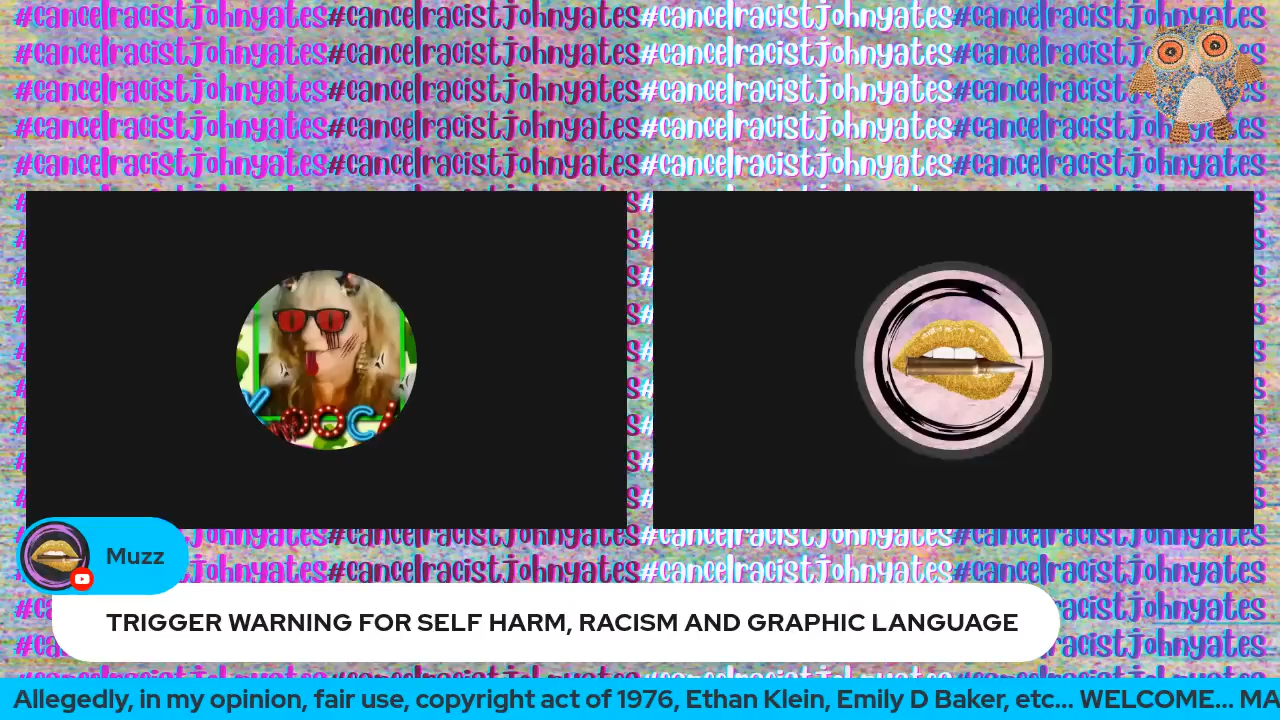 #cancelracistjohnyates#cancelracistjohnyates#cancelracistjohnyates#cancelracistjohnyates
#cancelracistjohnyates#cancelracistjohnyates#cancelracistjohnyates#cancelracistjohnyates
#cancelracistjohnyates#cancelracistjohnyates#cancelracistjohnyates#cancelracistjohnyates
#cancelracistjohnyates#cancelracistjohnyates#cancelracistjohnyates#cancelracistjohnyates
#cancelracistjohnyates#cancelracistjohnyates#cancelracistjohnyates#cancelracistjohnyates
Muzz
TRIGGER WARNING FOR SELF HARM, RACISM AND GRAPHIC LANGUAGE
Allegedly, in my opinion, fair use, copyright act of 1976, Ethan Klein, Emily D Baker, etc... WELCOME... MA